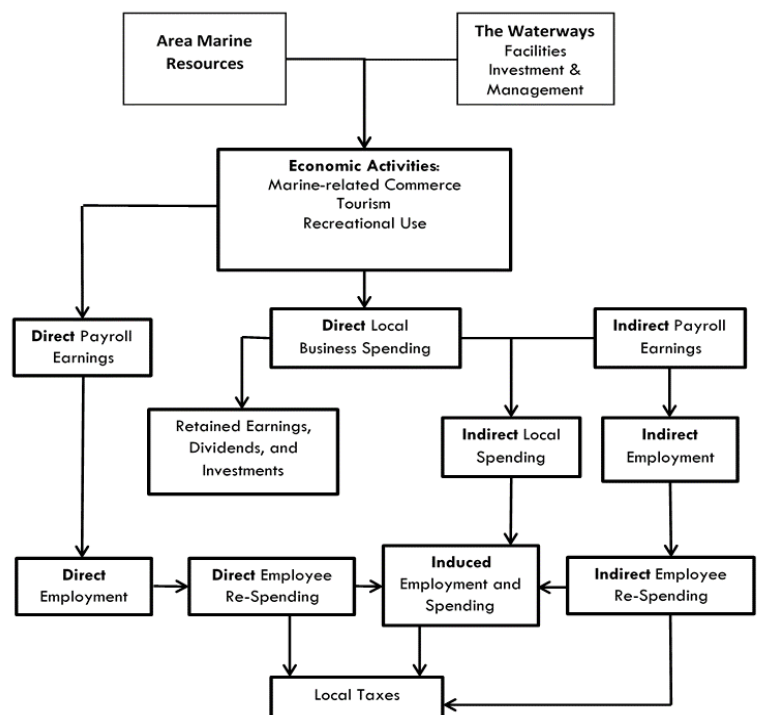 Area Marine
Resources
The Waterways
Facilities
Investment &
Management
Economic Activities:
Marine-related Commerce
Tourism
Recreational Use
Direct Payroll
Earnings
Direct Local
Business Spending
Indirect Payroll
Earnings
Retained Earnings,
Dividends, and
Investments
Indirect Local
Spending
Indirect
Employment
Direct
Employment
Direct Employee
Re-Spending
Induced
Employment and
Spending
Indirect Employee
Re-Spending
Local Taxes